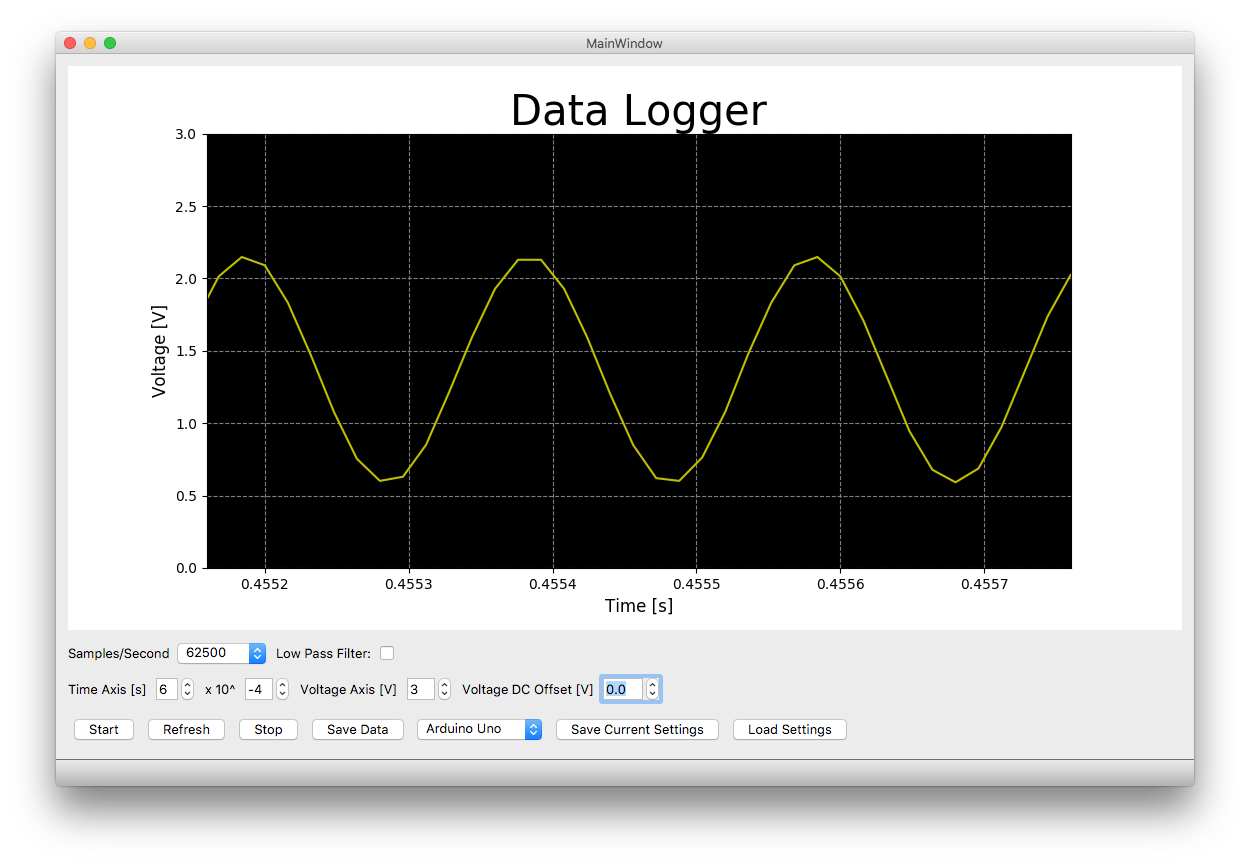 MainWindow
Data Logger
3.0
2.5
2.0
1.5
1.0
0.5
0.0
Voltage [V]
0.4552 0.4553 0.4554 0.4555 0.4556 0.4557
Time [s]
Samples/Second 62500 Low Pass Filter:
Time Axis [s] 6 x 10^ -4 Voltage Axis [V] 3 Voltage DC Offset [V] 0.0
Start Refresh Stop Save Data Arduino Uno Save Current Settings Load Settings